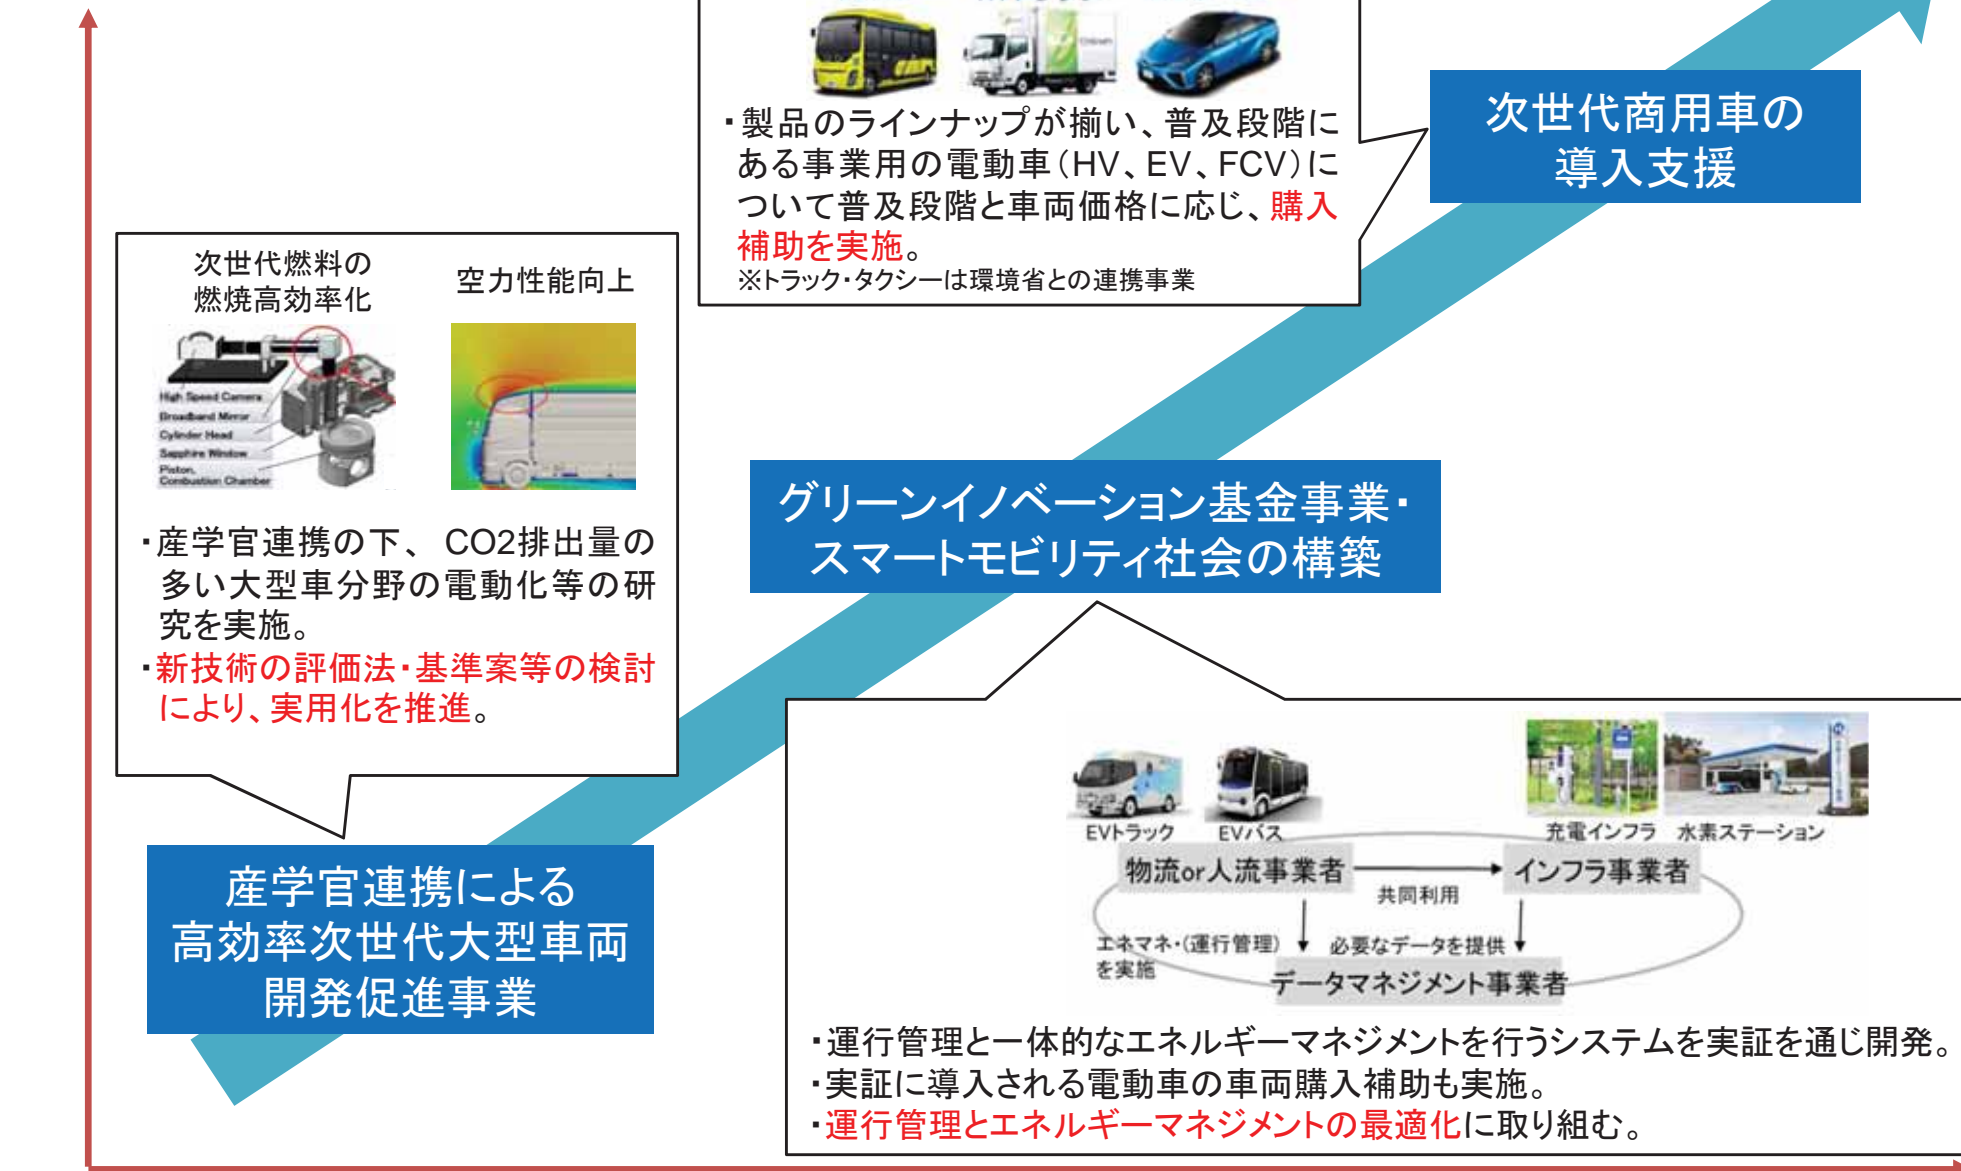 ・製品のラインナップが揃い、普及段階に
ある事業用の電動車（HV、EV、FCV）に
ついて普及段階と車両価格に応じ、購入
補助を実施。
※トラック・タクシーは環境省との連携事業
次世代商用車の
導入支援
次世代燃料の
燃焼高効率化
空力性能向上
High Speed Camera
Broadband Mirror
Cylinder Head
Sapphire Window
Piston,
Combustion Chamber
・産学官連携の下、 CO2排出量の
多い大型車分野の電動化等の研
究を実施。
・新技術の評価法・基準案等の検討
により、実用化を推進。
グリーンイノベーション基金事業・
スマートモビリティ社会の構築
産学官連携による
高効率次世代大型車両
開発促進事業
EVトラック
EVバス
充電インフラ
水素ステーション
物流or人流事業者
インフラ事業者
共同利用
エネマネ・(運行管理)
を実施
必要なデータを提供
データマネジメント事業者
・運行管理と一体的なエネルギーマネジメントを行うシステムを実証を通じ開発。
・実証に導入される電動車の車両購入補助も実施。
・運行管理とエネルギーマネジメントの最適化に取り組む。